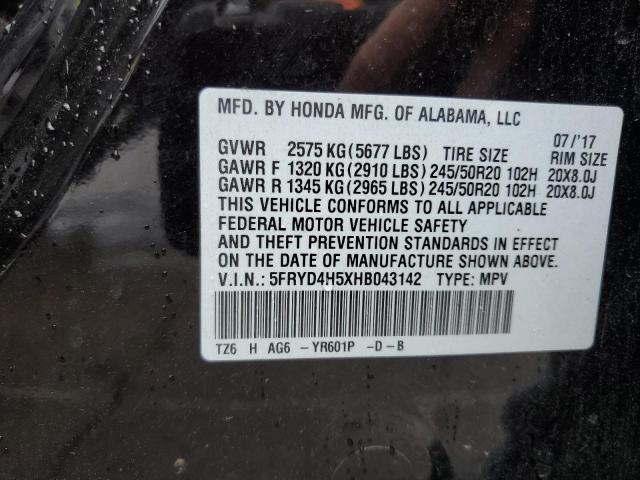 MFD. BY HONDA MFG. OF ALABAMA, LLC
07/'17
GVWR 2575 KG (5677 LBS) TIRE SIZE RIM SIZE
GAWR F 1320 KG (2910 LBS) 245/50R20 102H 20X8.0J
GAWR R 1345 KG (2965 LBS) 245/50R20 102H 20X8.0J
THIS VEHICLE CONFORMS TO ALL APPLICABLE
FEDERAL MOTOR VEHICLE SAFETY
AND THEFT PREVENTION STANDARDS IN EFFECT
ON THE DATE OF MANUFACTURE SHOWN ABOVE.
V.I.N.: 5FRYD4H5XHB043142 TYPE: MPV
TZ6 H AG6 -YR601P -D-B